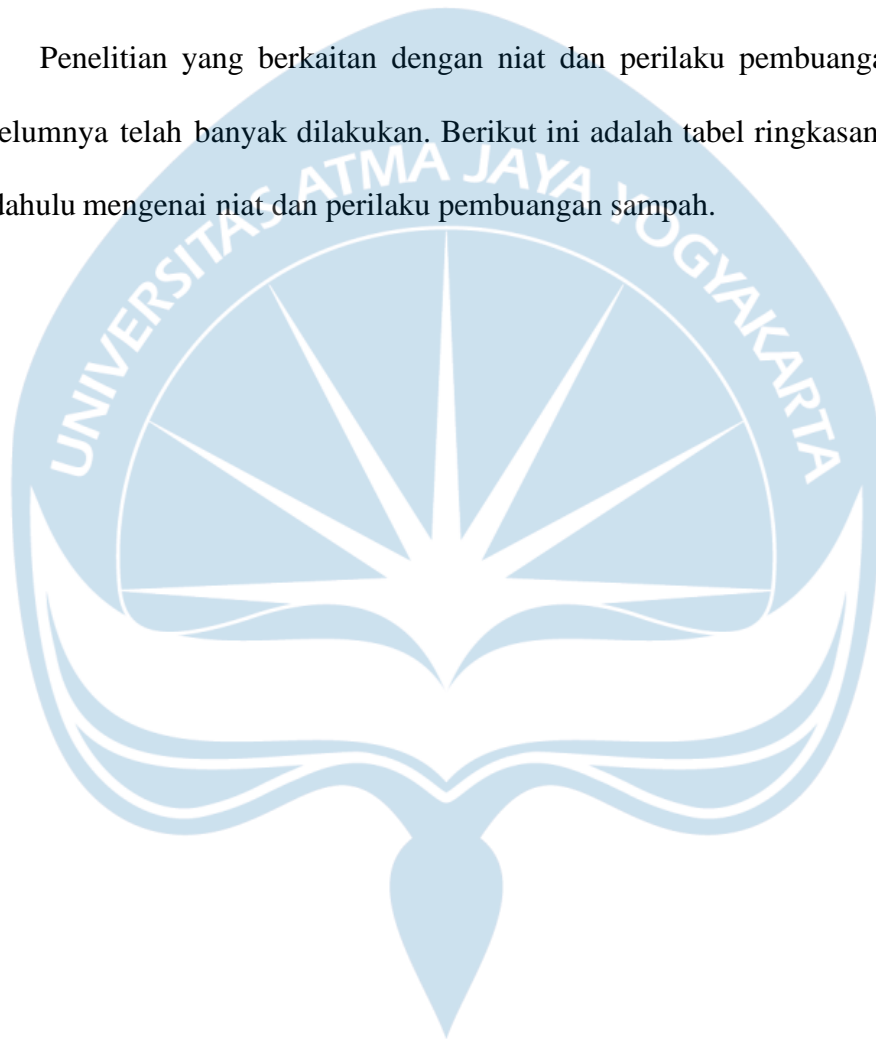 Penelitian yang berkaitan dengan niat dan perilaku pembuanga
elumnya telah banyak dilakukan. Berikut ini adalah tabel ringkasan
dahulu mengenai niat dan perilaku pembuangan sampah.
UNIVERSITAS ATMA JAYA YOGYAKARTA